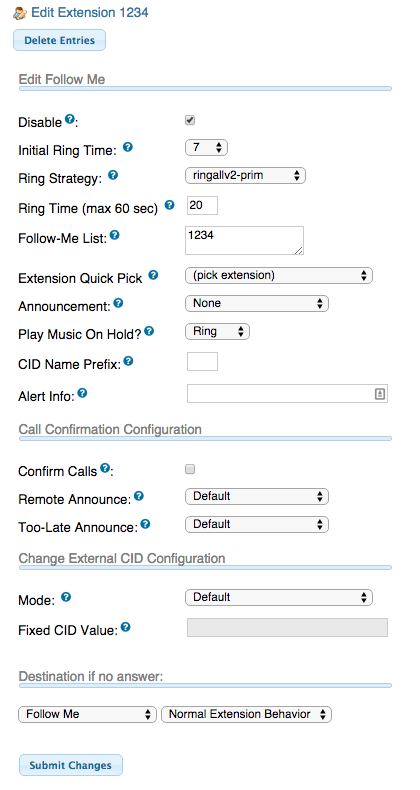 Edit Extension 1234
Delete Entries
Edit Follow Me
Disable?:
Initial Ring Time: ? 7
Ring Strategy: ? ringallv2-prim
Ring Time (max 60 sec) ? 20
Follow-Me List:? 1234
Extension Quick Pick ? (pick extension)
Announcement:? None
Play Music On Hold?? Ring
CID Name Prefix:?
Alert Info:?
Call Confirmation Configuration
Confirm Calls?:
Remote Announce:? Default
Too-Late Announce:? Default
Change External CID Configuration
Mode: ? Default
Fixed CID Value:?
Destination if no answer:
Follow Me Normal Extension Behavior
Submit Changes